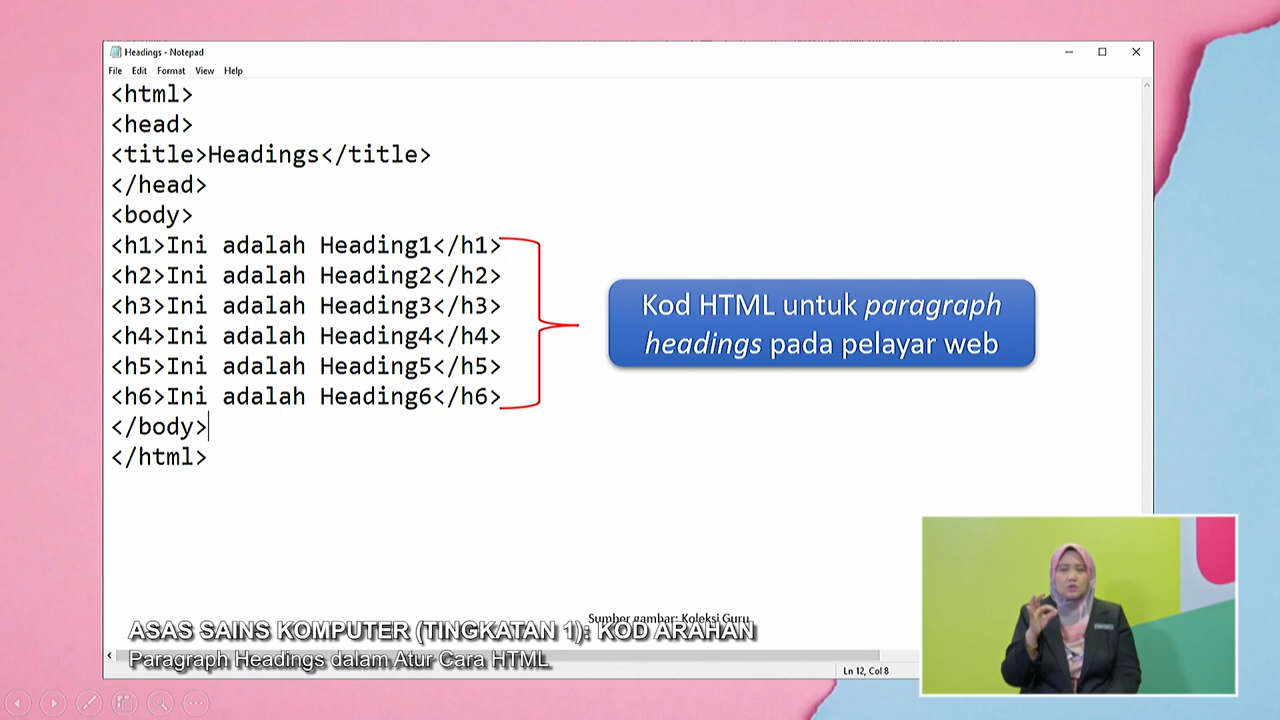 Headings - Notepad
File Edit Format View Help
<html>
<head>
<title>Headings</title>
</head>
<body>
<h1>Ini adalah Heading1</h1>
<h2>Ini adalah Heading2</h2>
<h3>Ini adalah Heading3</h3>
<h4>Ini adalah Heading4</h4>
<h5>Ini adalah Heading5</h5>
<h6>Ini adalah Heading6</h6>
</body>
</html>
Kod HTML untuk paragraph
headings pada pelayar web
Sumber gambar: Koleksi Guru
ASAS SAINS KOMPUTER (TINGKATAN 1): KOD ARAHAN
Paragraph Headings dalam Atur Cara HTML
Ln 12, Col 8